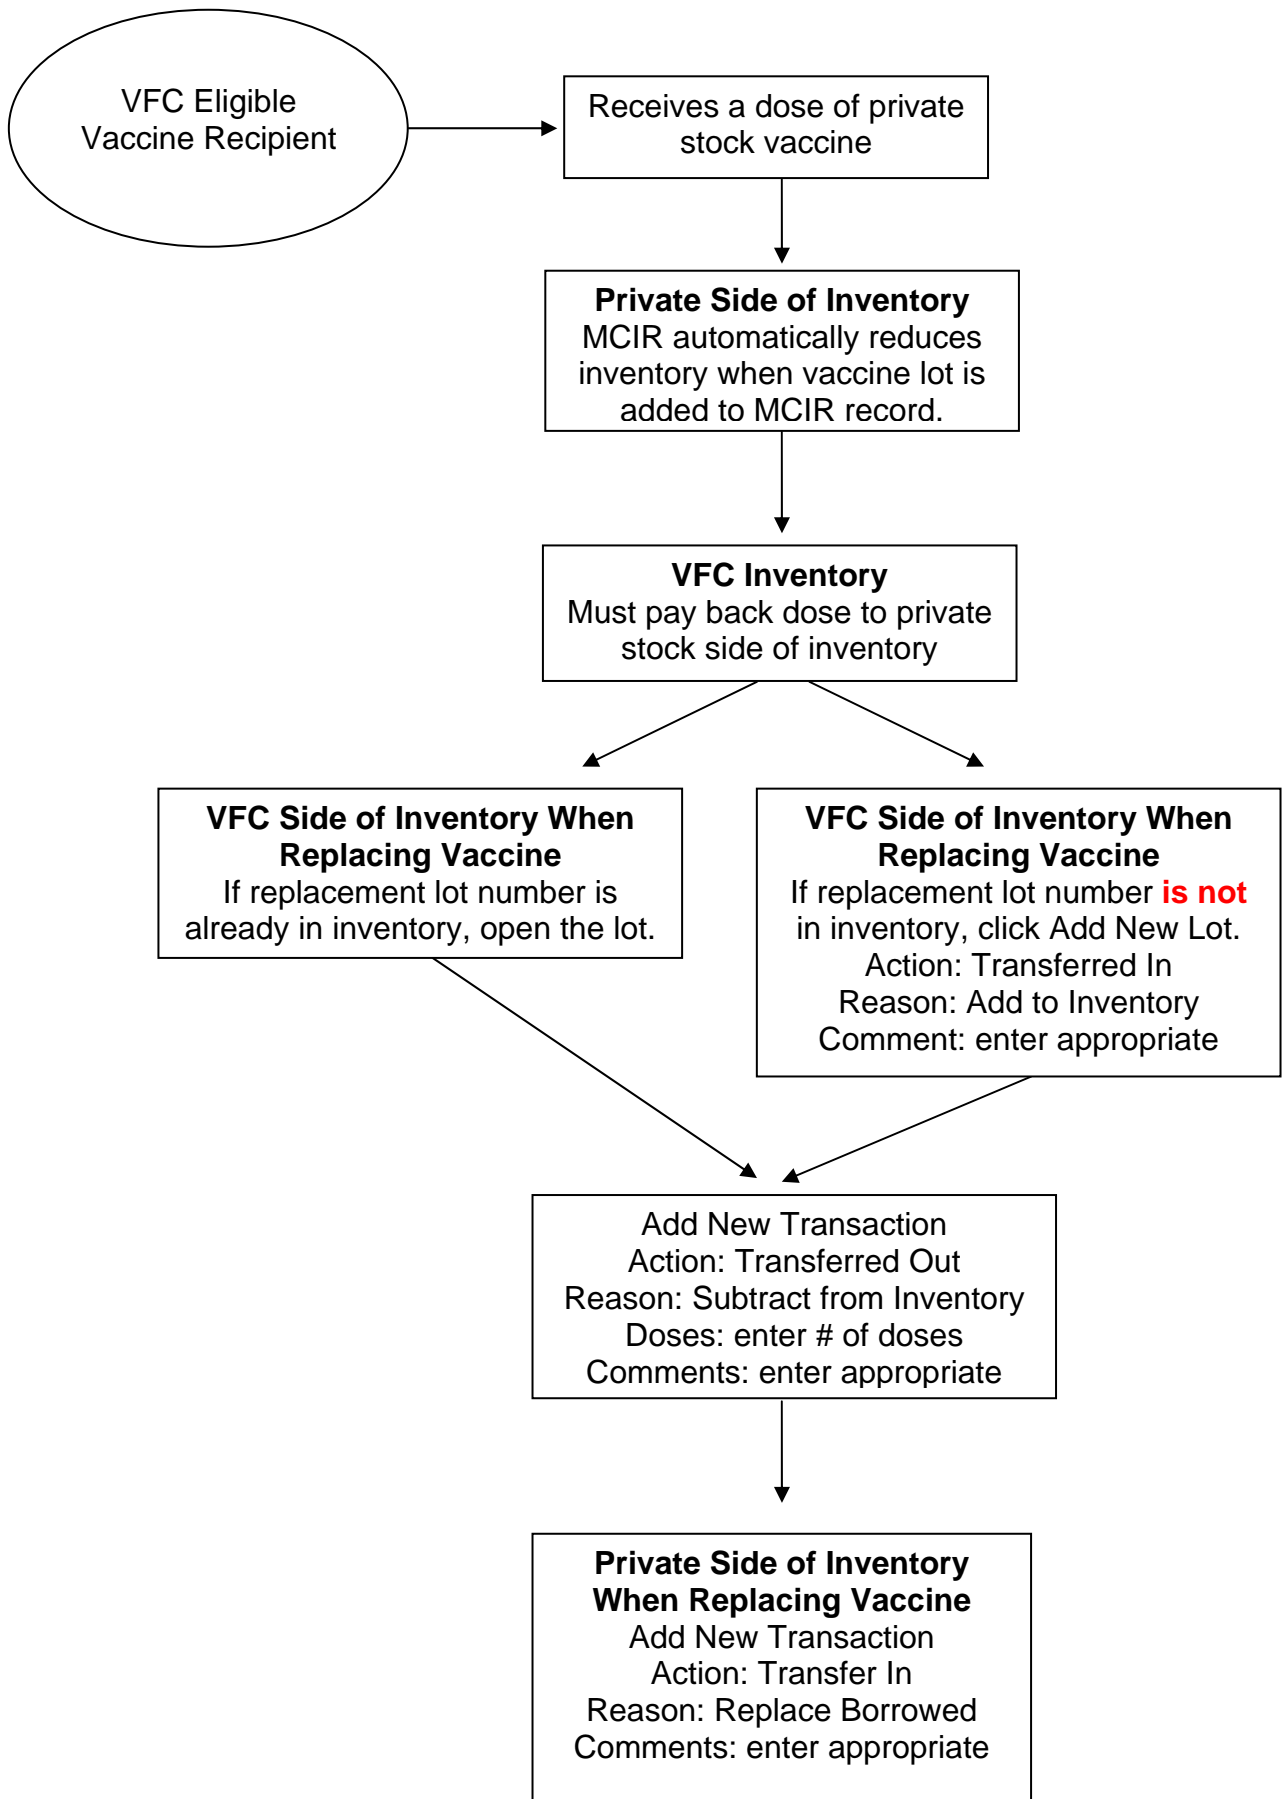 VFC Eligible
Vaccine Recipient
Receives a dose of private
stock vaccine
Private Side of Inventory
MCIR automatically reduces
inventory when vaccine lot is
added to MCIR record.
VFC Inventory
Must pay back dose to private
stock side of inventory
VFC Side of Inventory When
Replacing Vaccine
If replacement lot number is
already in inventory, open the lot.
VFC Side of Inventory When
Replacing Vaccine
If replacement lot number is not
in inventory, click Add New Lot.
Action: Transferred In
Reason: Add to Inventory
Comment: enter appropriate
Add New Transaction
Action: Transferred Out
Reason: Subtract from Inventory
Doses: enter # of doses
Comments: enter appropriate
Private Side of Inventory
When Replacing Vaccine
Add New Transaction
Action: Transfer In
Reason: Replace Borrowed
Comments: enter appropriate